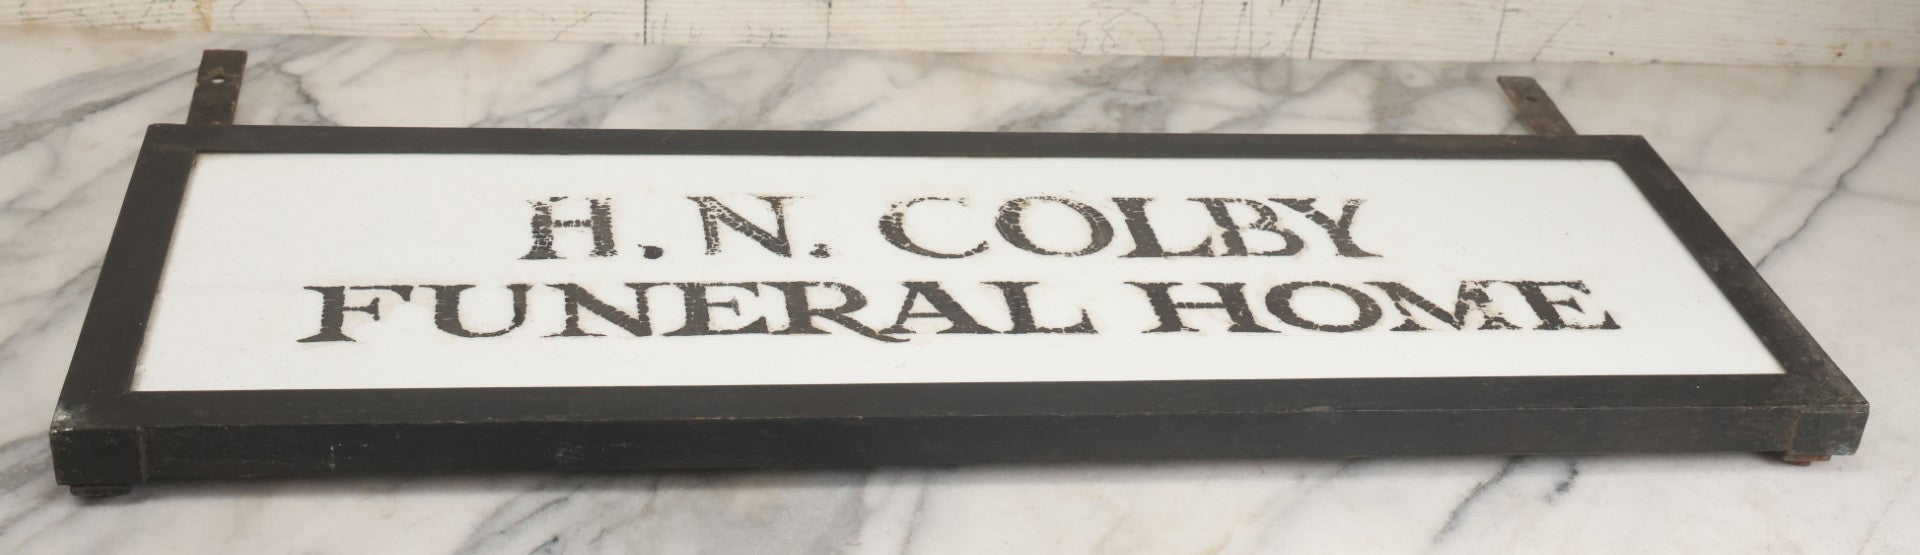 H. N. COLBY
FUNERAL HOME